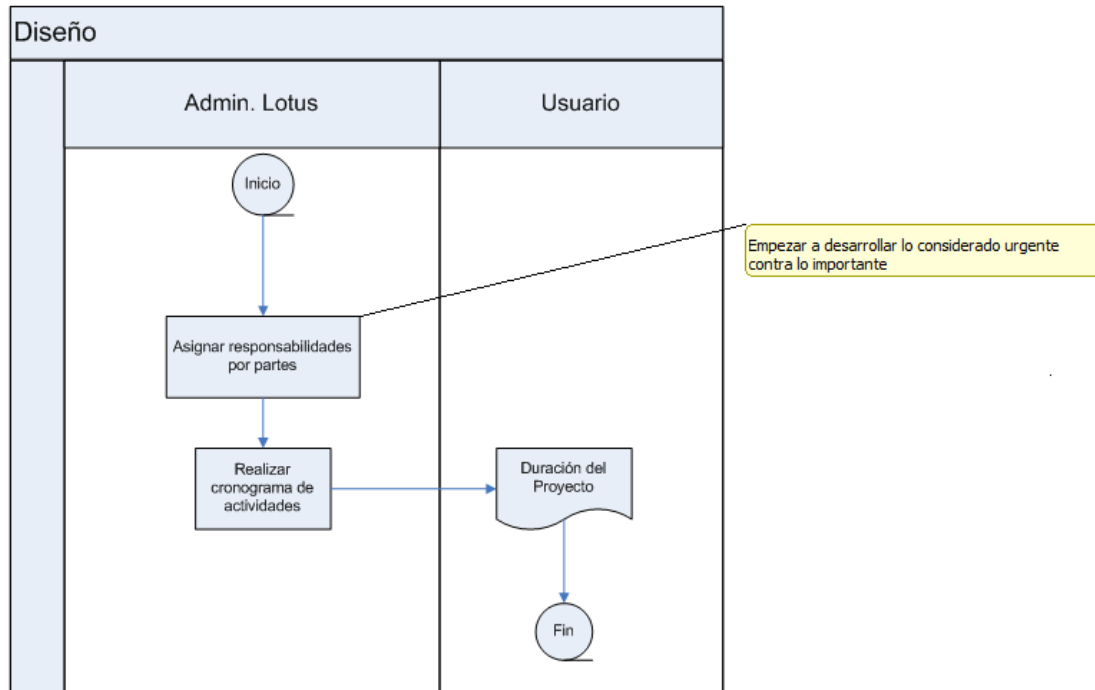 Diseño
Admin. Lotus
Usuario
Inicio
Empezar a desarrollar lo considerado urgente
contra lo importante
Asignar responsabilidades
por partes
Realizar
cronograma de
actividades
Duración del
Proyecto
Fin